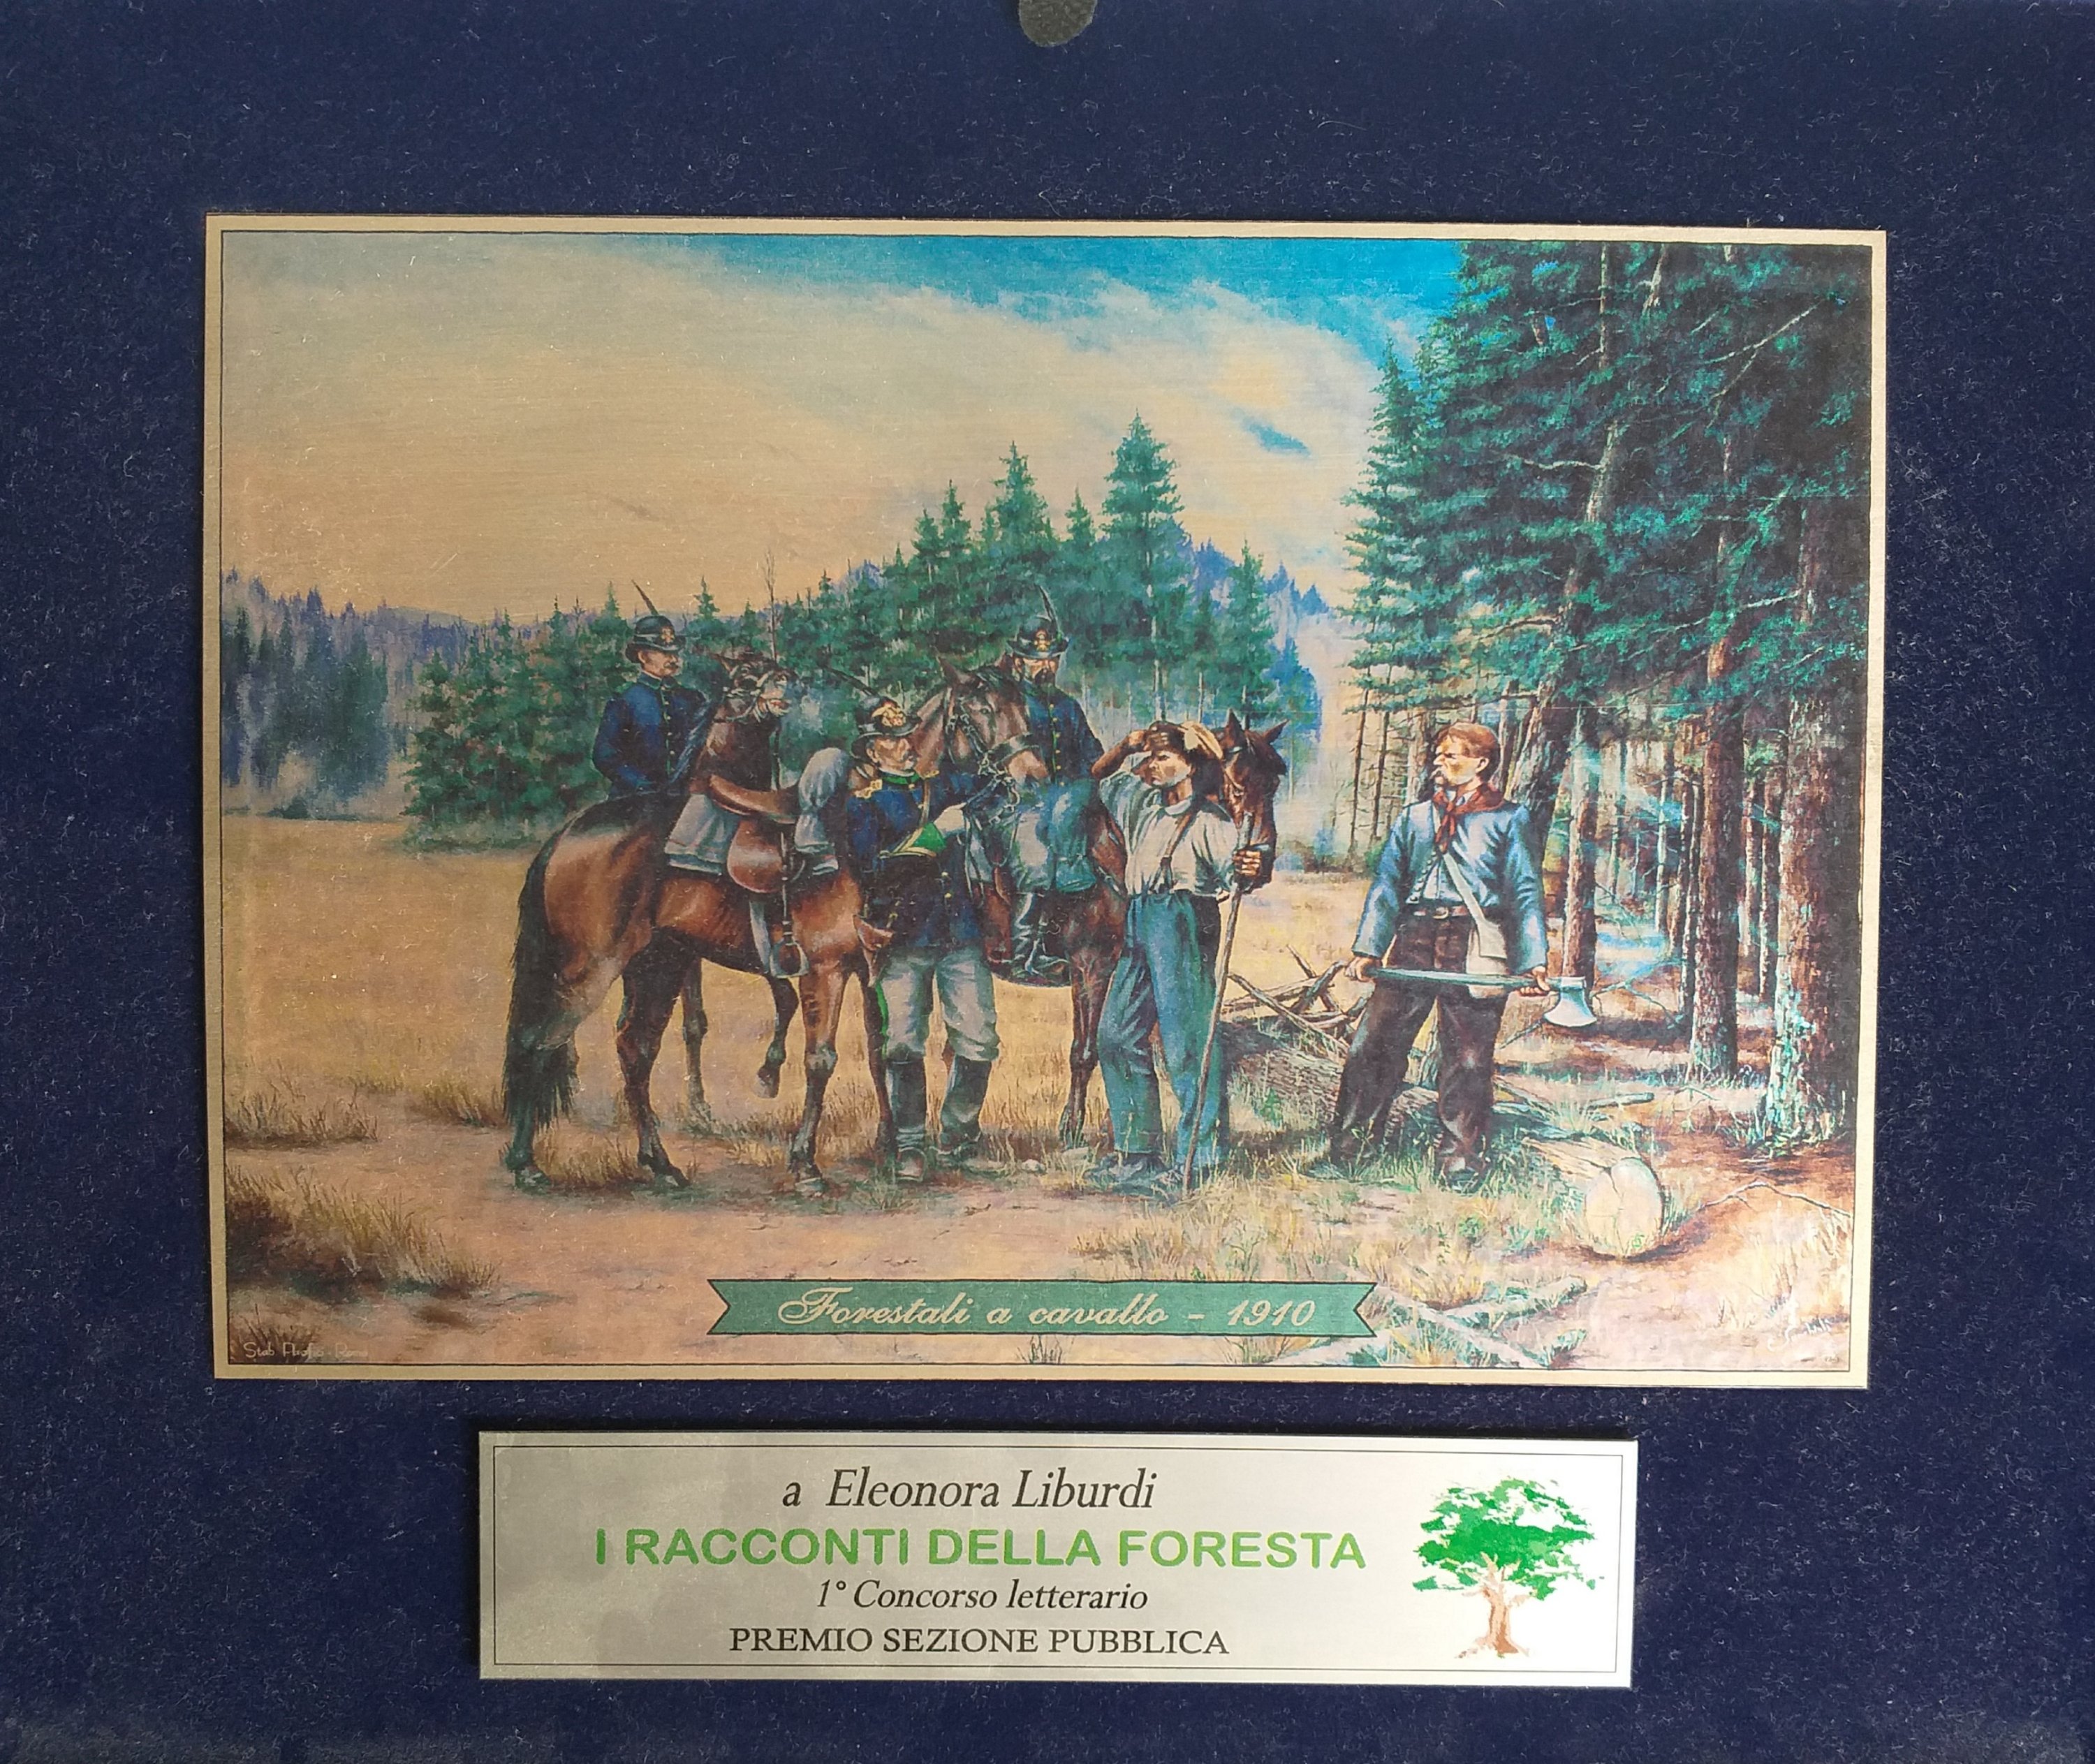 Forestali a cavallo - 1910
a Eleonora Liburdi
I RACCONTI DELLA FORESTA
1° Concorso letterario
PREMIO SEZIONE PUBBLICA